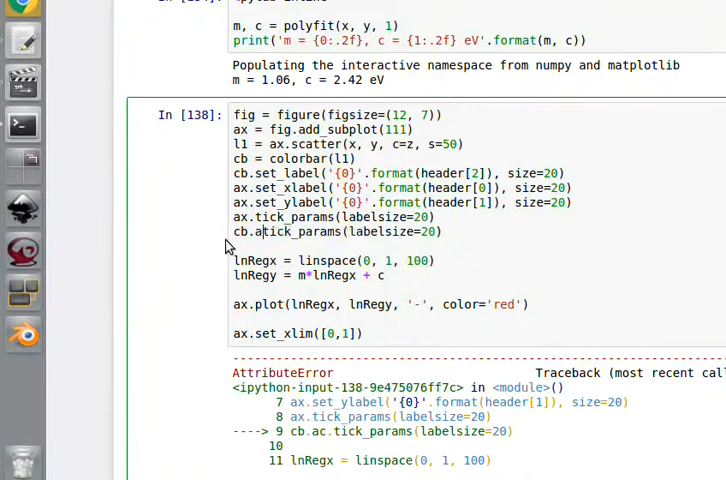 m, c = polyfit(x, y, 1)
print('m = {0:.2f}, c = {1:.2f} eV'.format(m, c))
Populating the interactive namespace from numpy and matplotlib
m = 1.06, c = 2.42 eV
In [138]: fig = figure(figsize=(12, 7))
ax = fig.add_subplot(111)
l1 = ax.scatter(x, y, c=z, s=50)
cb = colorbar(l1)
cb.set_label('{0}'.format(header[2]), size=20)
ax.set_xlabel('{0}'.format(header[0]), size=20)
ax.set_ylabel('{0}'.format(header[1]), size=20)
ax.tick_params(labelsize=20)
cb.atick_params(labelsize=20)
lnRegx = linspace(0, 1, 100)
lnRegy = m*lnRegx + c
ax.plot(lnRegx, lnRegy, '-', color='red')
ax.set_xlim([0,1])
---------------------------------------------------------------------------
AttributeError Traceback (most recent call
<ipython-input-138-9e475076ff7c> in <module>()
7 ax.set_ylabel('{0}'.format(header[1]), size=20)
8 ax.tick_params(labelsize=20)
----> 9 cb.ac.tick_params(labelsize=20)
10
11 lnRegx = linspace(0, 1, 100)